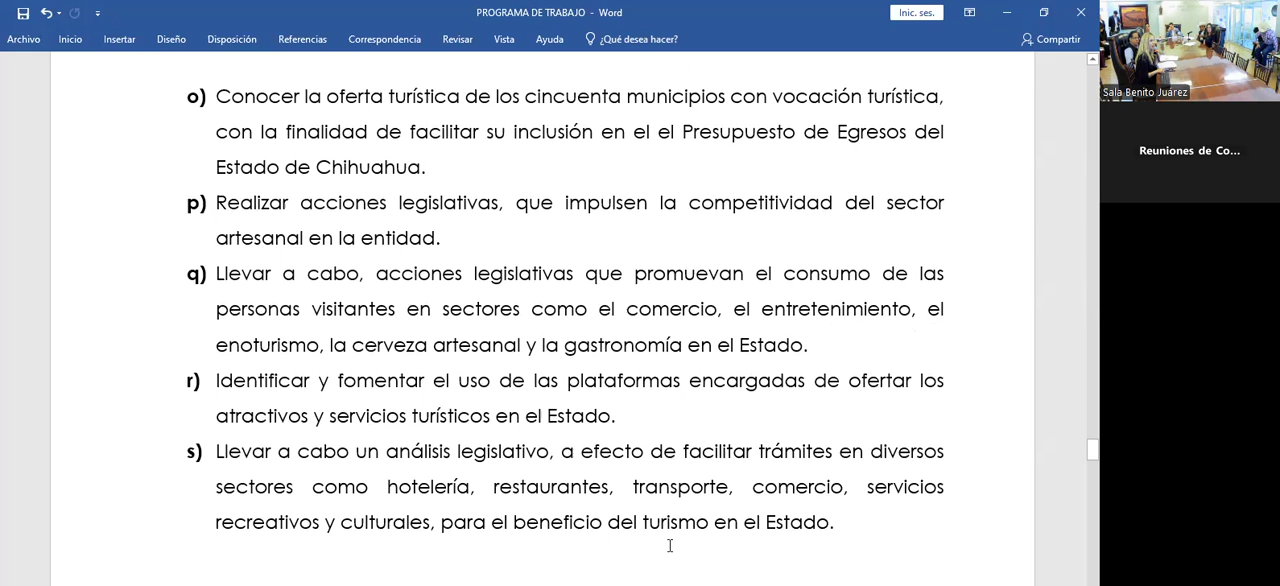 PROGRAMA DE TRABAJO - Word
Inic. ses.
Archivo Inicio Insertar Diseño Disposición Referencias Correspondencia Revisar Vista Ayuda ¿Qué desea hacer? Compartir
o) Conocer la oferta turística de los cincuenta municipios con vocación turística,
con la finalidad de facilitar su inclusión en el el Presupuesto de Egresos del
Estado de Chihuahua.
p) Realizar acciones legislativas, que impulsen la competitividad del sector
artesanal en la entidad.
q) Llevar a cabo, acciones legislativas que promuevan el consumo de las
personas visitantes en sectores como el comercio, el entretenimiento, el
enoturismo, la cerveza artesanal y la gastronomía en el Estado.
r) Identificar y fomentar el uso de las plataformas encargadas de ofertar los
atractivos y servicios turísticos en el Estado.
s) Llevar a cabo un análisis legislativo, a efecto de facilitar trámites en diversos
sectores como hotelería, restaurantes, transporte, comercio, servicios
recreativos y culturales, para el beneficio del turismo en el Estado.
Sala Benito Juárez
Reuniones de Co...